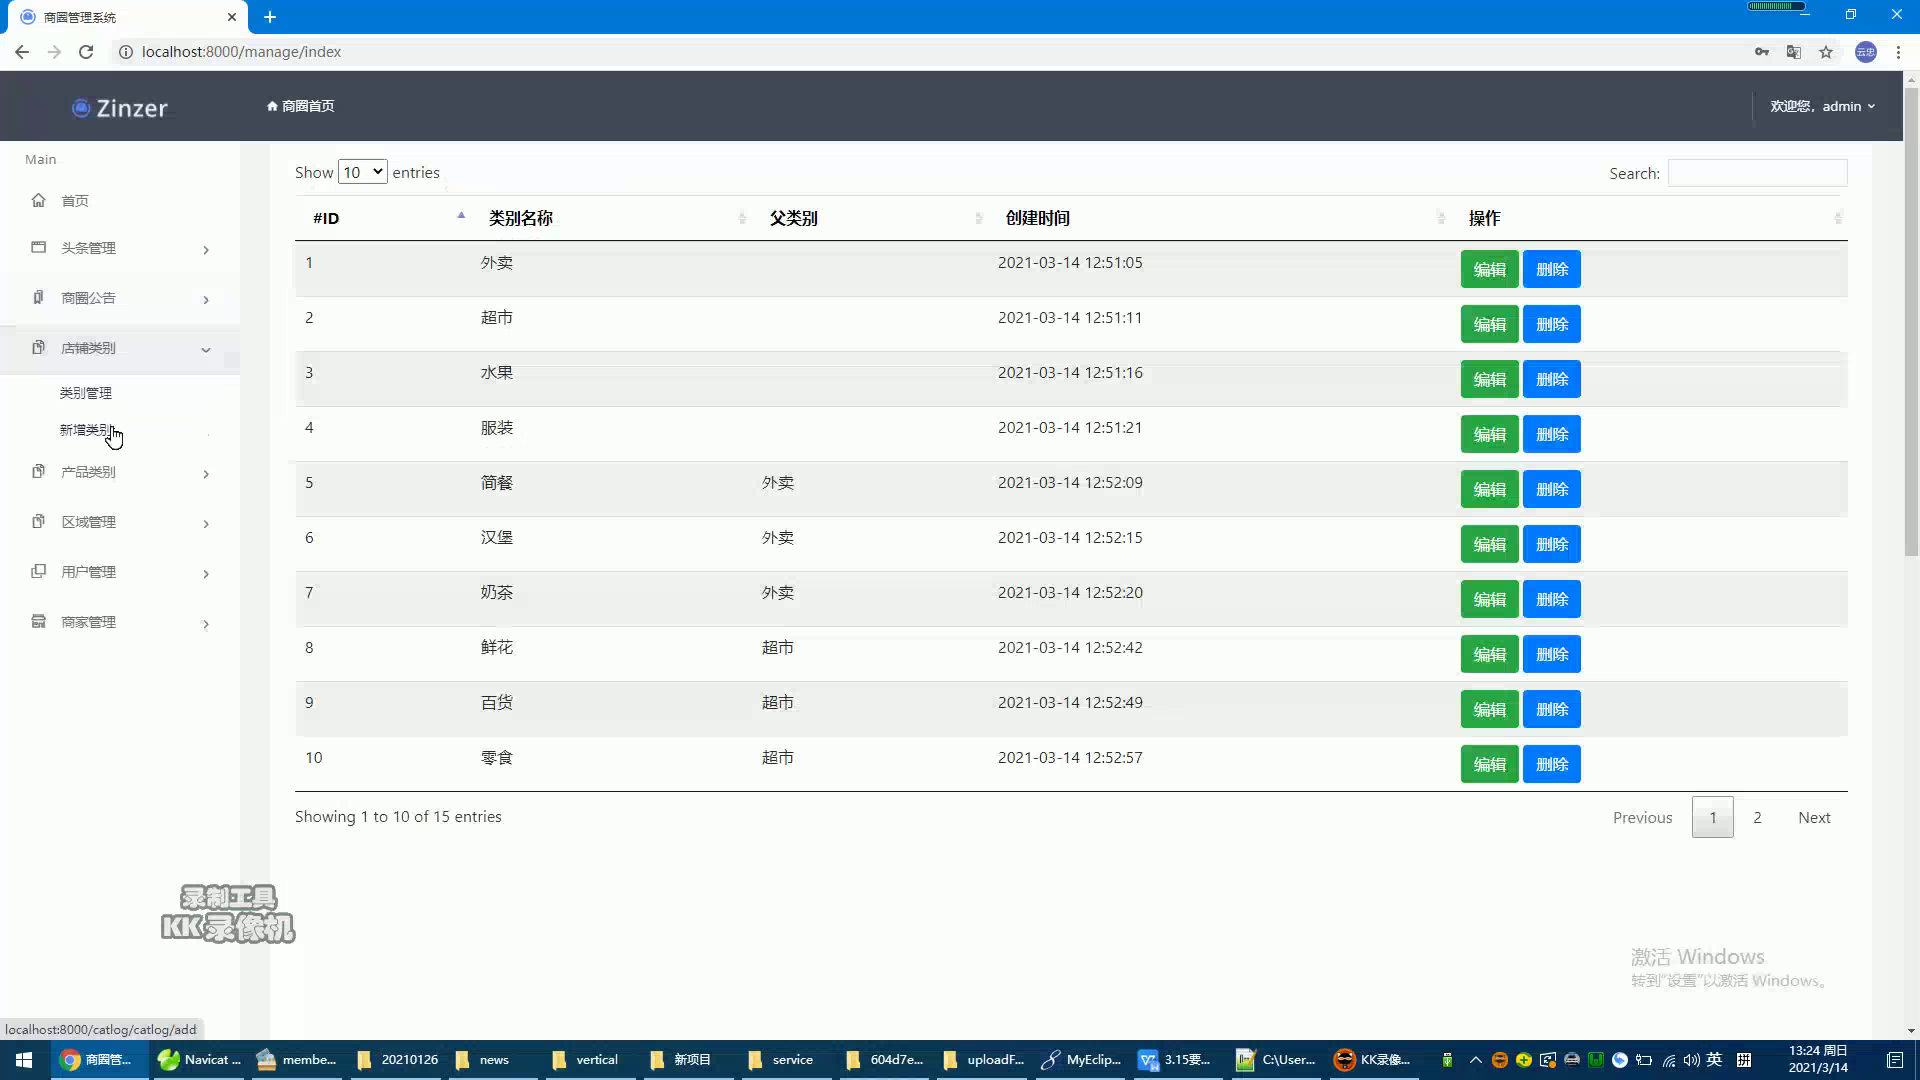 商圈管理系统
localhost:8000/manage/index
云忠
Zinzer
商圈首页
欢迎您，admin
Main
首页
头条管理
商圈公告
店铺类别
类别管理
新增类别
产品类别
区域管理
用户管理
商家管理
Show 10 entries
Search:
#ID 类别名称 父类别 创建时间 操作
1 外卖 2021-03-14 12:51:05 编辑 删除
2 超市 2021-03-14 12:51:11 编辑 删除
3 水果 2021-03-14 12:51:16 编辑 删除
4 服装 2021-03-14 12:51:21 编辑 删除
5 简餐 外卖 2021-03-14 12:52:09 编辑 删除
6 汉堡 外卖 2021-03-14 12:52:15 编辑 删除
7 奶茶 外卖 2021-03-14 12:52:20 编辑 删除
8 鲜花 超市 2021-03-14 12:52:42 编辑 删除
9 百货 超市 2021-03-14 12:52:49 编辑 删除
10 零食 超市 2021-03-14 12:52:57 编辑 删除
Showing 1 to 10 of 15 entries
Previous 1 2 Next
录制工具
KK录像机
激活 Windows
转到"设置"以激活 Windows。
localhost:8000/catlog/catlog/add
商圈管... Navicat ... membe... 20210126 news vertical 新项目 service 604d7e... uploadF... MyEclip... 3.15要... C:\User... KK录像... 英 13:24 周日
2021/3/14